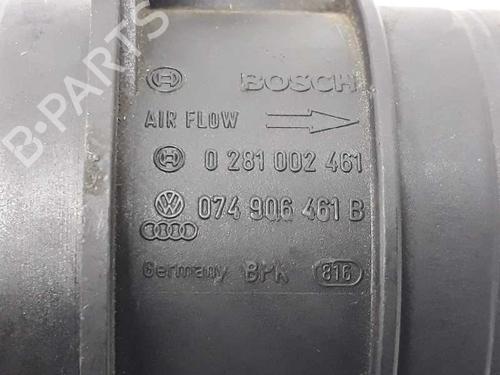 BOSCH
AIR FLOW
0 281 002 461
074 906 461 B
Germany BPK 816
B-PARTS